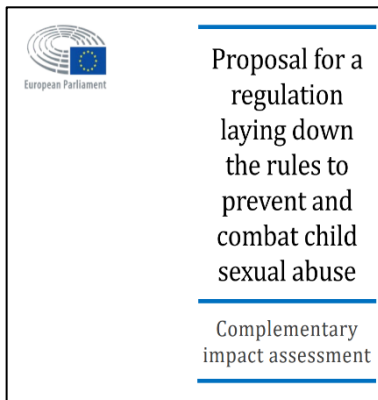 European Parliament
Proposal for a
regulation
laying down
the rules to
prevent and
combat child
sexual abuse
Complementary
impact assessment